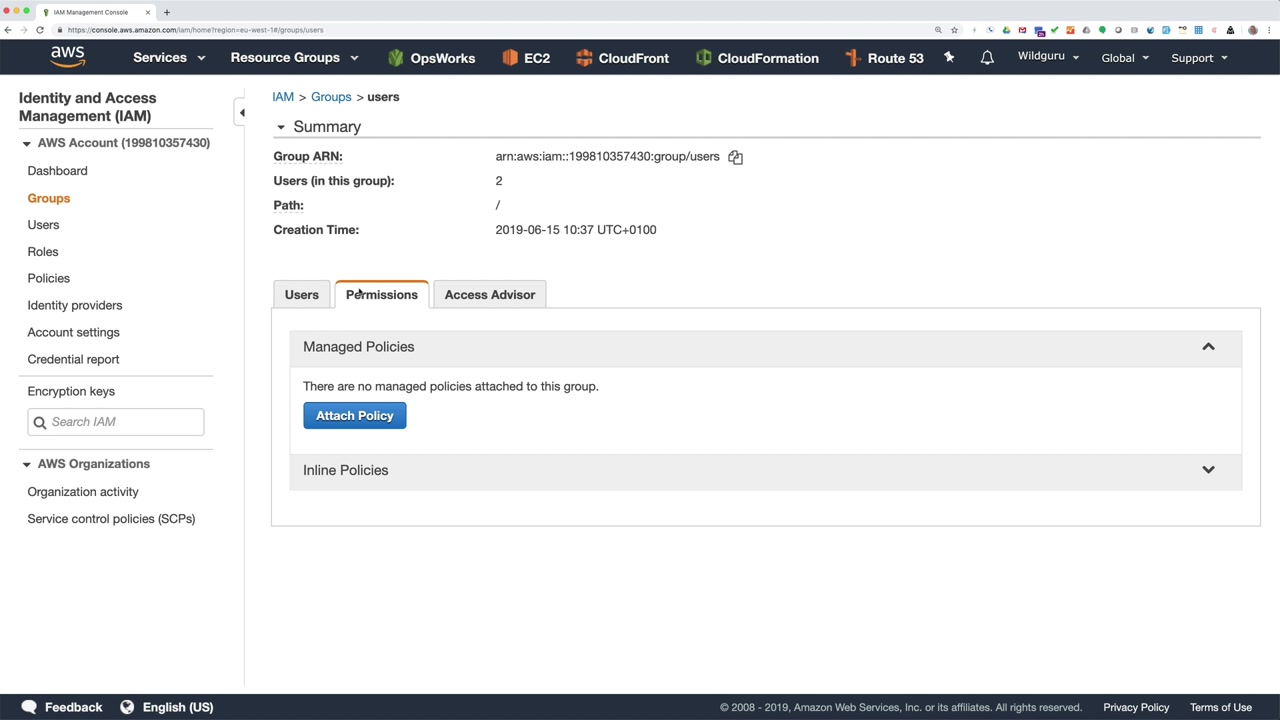 IAM Management Console
https://console.aws.amazon.com/iam/home?region=eu-west-1#/groups/users
aws Services Resource Groups OpsWorks EC2 CloudFront CloudFormation Route 53 Wildguru Global Support
Identity and Access
Management (IAM)
AWS Account (199810357430)
Dashboard
Groups
Users
Roles
Policies
Identity providers
Account settings
Credential report
Encryption keys
Search IAM
AWS Organizations
Organization activity
Service control policies (SCPs)
IAM > Groups > users
Summary
Group ARN: arn:aws:iam::199810357430:group/users
Users (in this group): 2
Path: /
Creation Time: 2019-06-15 10:37 UTC+0100
Users Permissions Access Advisor
Managed Policies
There are no managed policies attached to this group.
Attach Policy
Inline Policies
Feedback English (US) © 2008 - 2019, Amazon Web Services, Inc. or its affiliates. All rights reserved. Privacy Policy Terms of Use